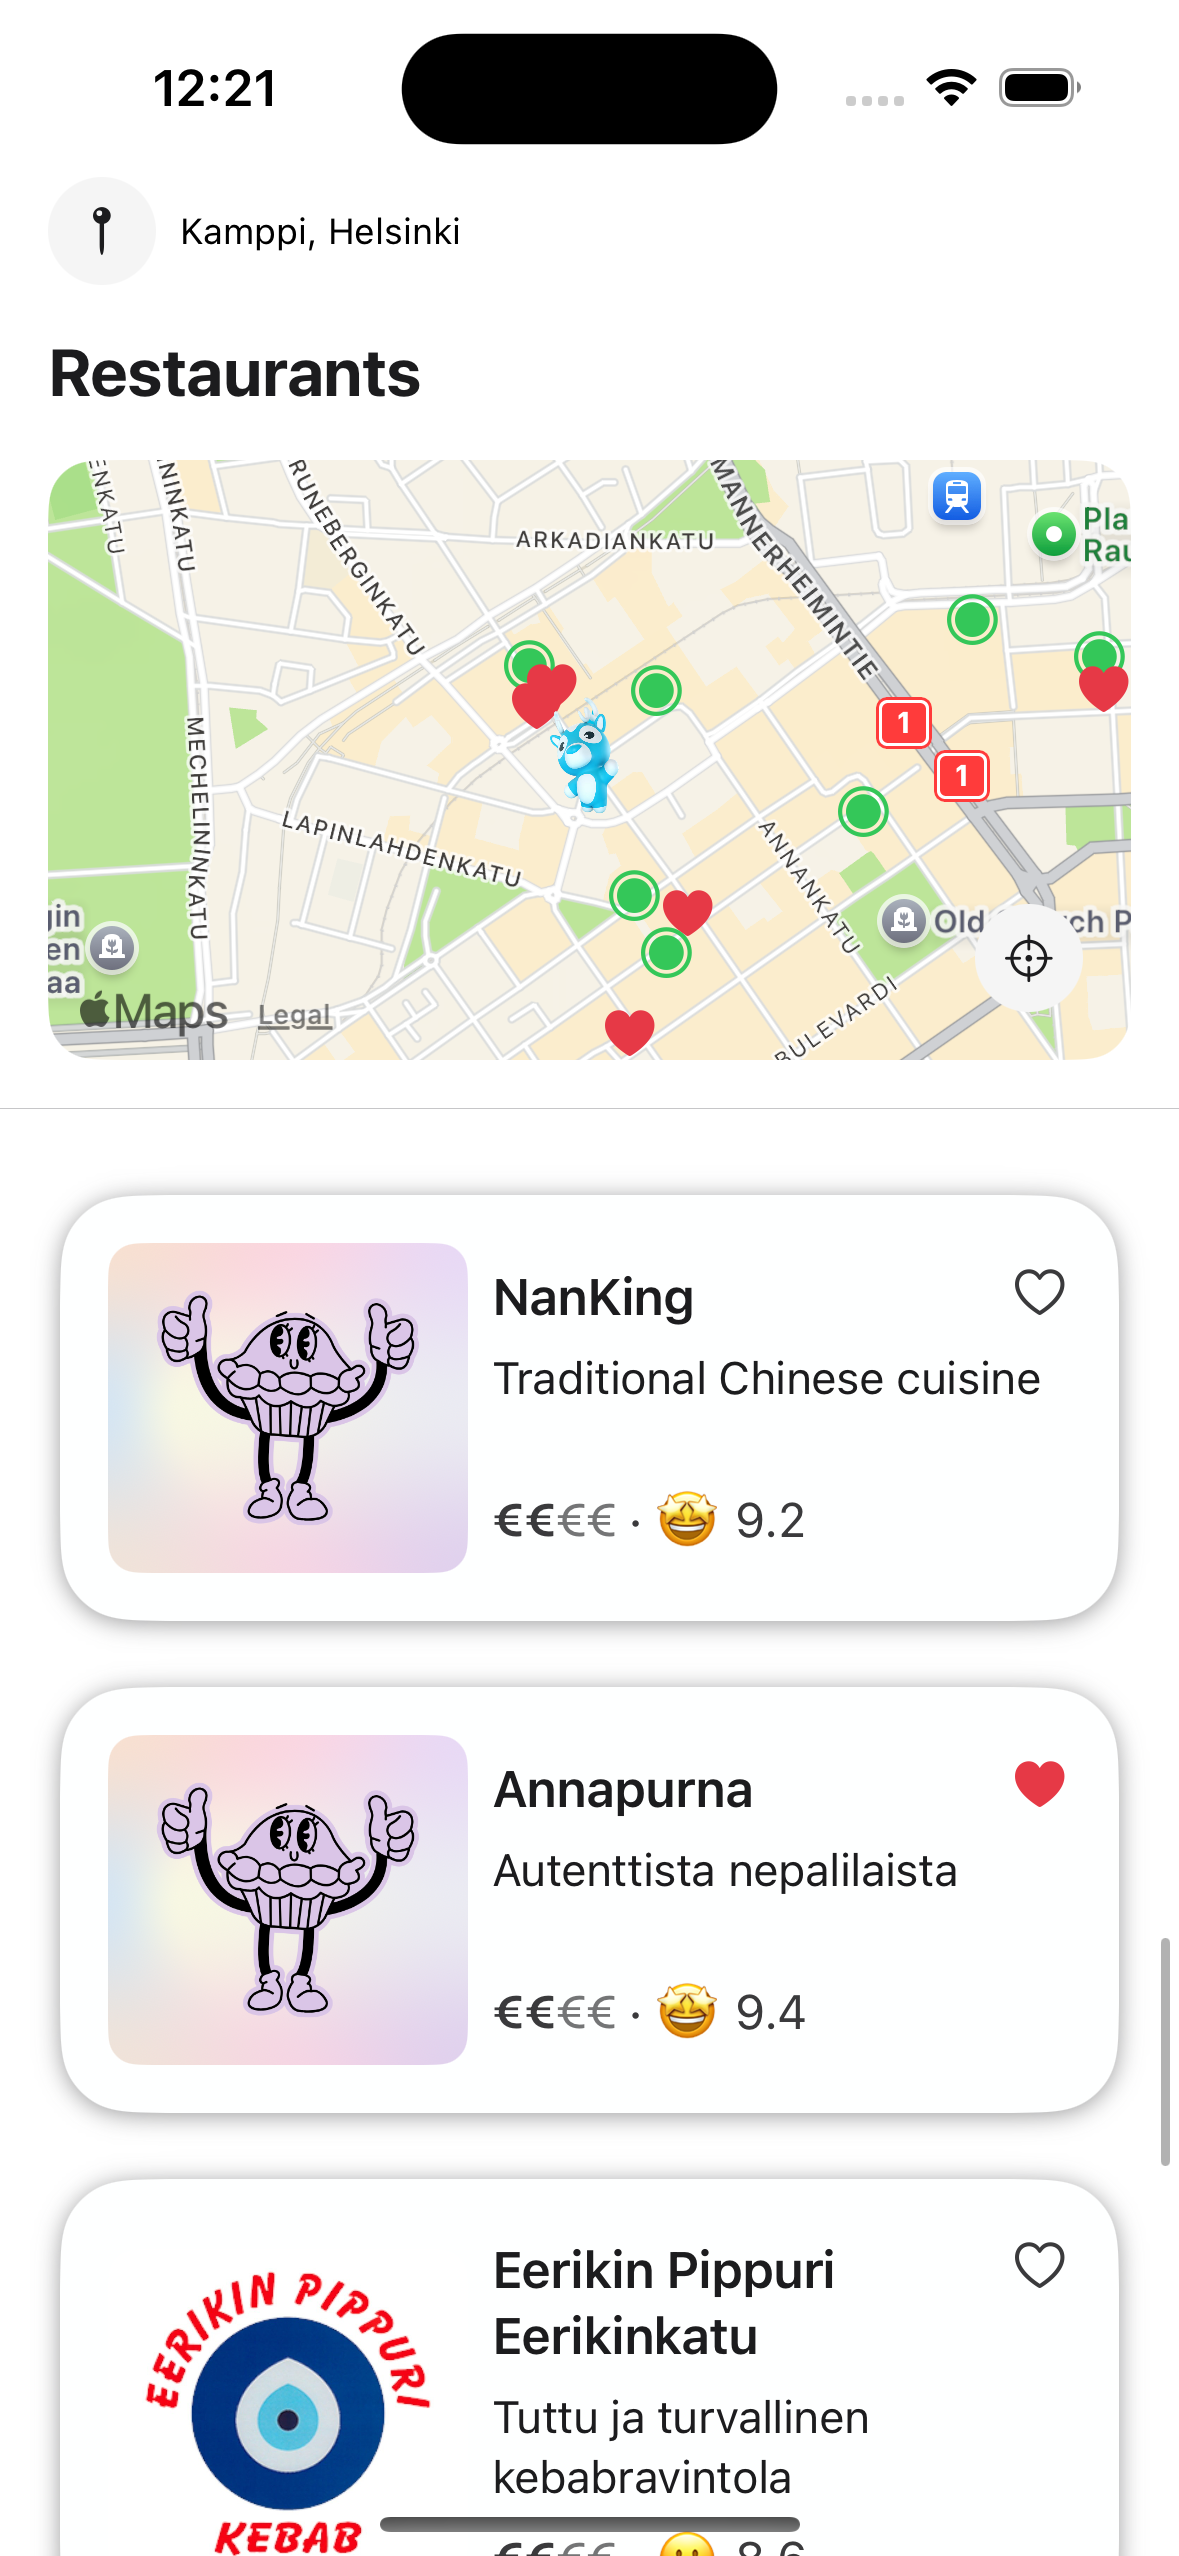 12:21
Kamppi, Helsinki
Restaurants
ENKATU
NINKATU
RUNEBERGINKATU
ARKADIANKATU
MANNERHEIMINTIE
Pla
Rau
MECHELININKATU
1
1
LAPINLAHDENKATU
ANNANKATU
gin
en
aa
Old
ch P
BULEVARDI
Maps
Legal
NanKing
Traditional Chinese cuisine
€€€€ · 🤩 9.2
Annapurna
Autenttista nepalilaista
€€€€ · 🤩 9.4
EERIKIN PIPPURI
KEBAB
Eerikin Pippuri
Eerikinkatu
Tuttu ja turvallinen
kebabravintola